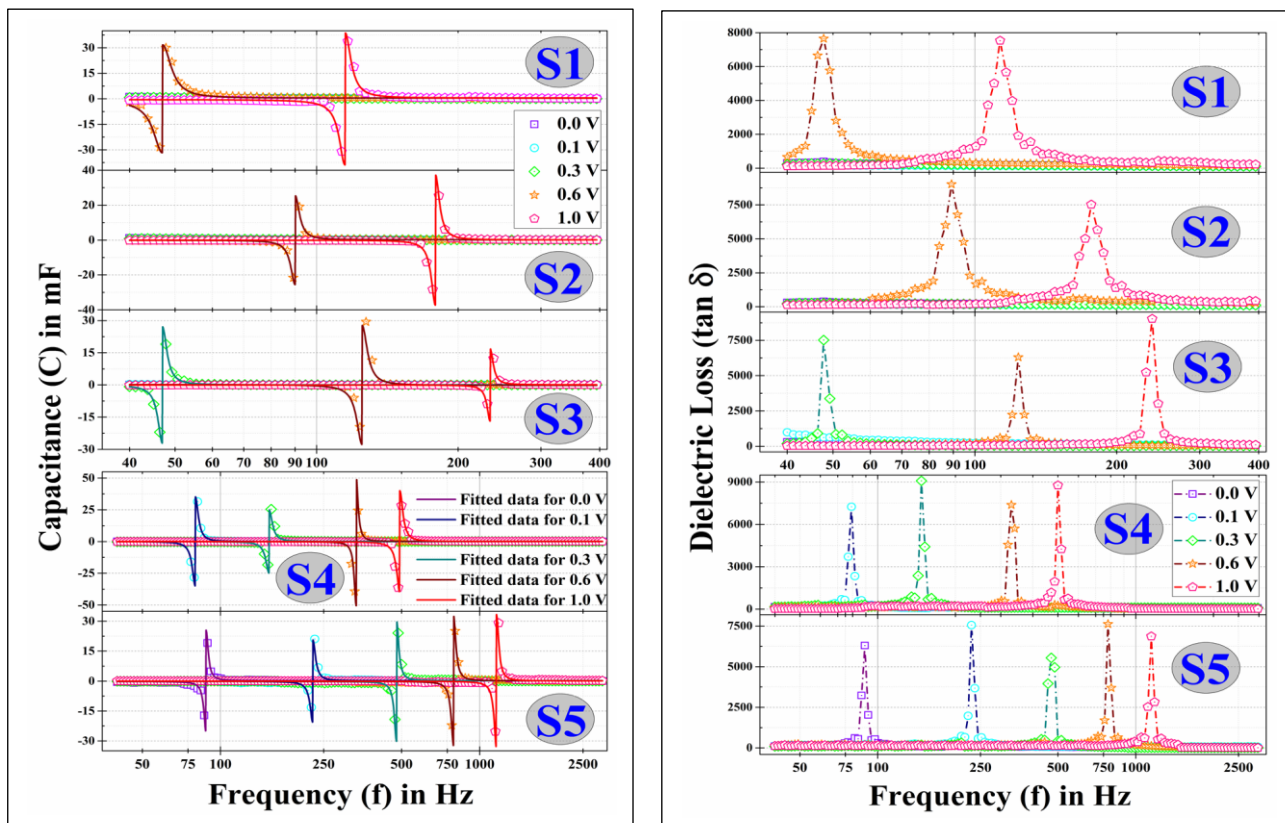 Capacitance (C) in mF
30
15
0
-15
-30
40
S1
0.0 V
0.1 V
0.3 V
0.6 V
1.0 V
20
0
-20
-40
S2
30
15
0
-15
-30
S3
40 50 60 70 80 90 100 200 300 400
50
25
0
-25
50
S4
Fitted data for 0.0 V
Fitted data for 0.1 V
Fitted data for 0.3 V
Fitted data for 0.6 V
Fitted data for 1.0 V
30
15
0
-15
-30
S5
50 75 100 250 500 750 1000 2500
Frequency (f) in Hz
Dielectric Loss (tan δ)
8000
6000
4000
2000
0
S1
7500
5000
2500
0
S2
7500
5000
2500
0
S3
40 50 60 70 80 90 100 200 300 400
9000
6000
3000
0
S4
0.0 V
0.1 V
0.3 V
0.6 V
1.0 V
7500
5000
2500
0
S5
50 75 100 250 500 750 1000 2500
Frequency (f) in Hz